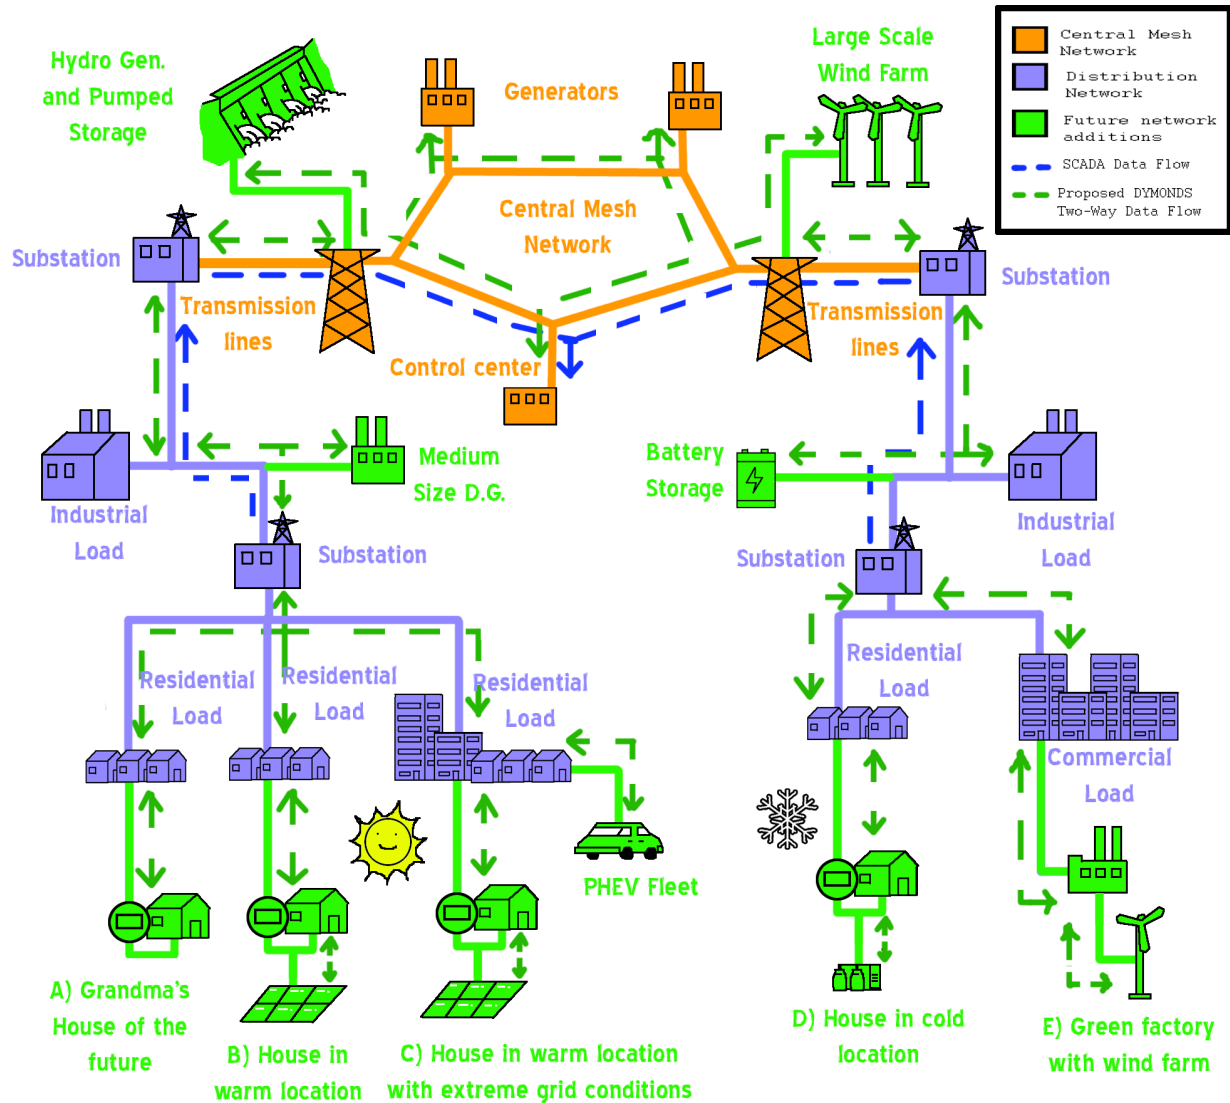 Hydro Gen.
and Pumped
Storage
Generators
Large Scale
Wind Farm
Central Mesh
Network
Distribution
Network
Future network
additions
SCADA Data Flow
Proposed DYMONDS
Two-Way Data Flow
Central Mesh
Network
Substation
Transmission
lines
Control center
Transmission
lines
Substation
Industrial
Load
Medium
Size D.G.
Substation
Battery
Storage
Industrial
Load
Substation
Residential
Load
Residential
Load
Residential
Load
Residential
Load
Commercial
Load
PHEV Fleet
A) Grandma's
House of the
future
B) House in
warm location
C) House in warm location
with extreme grid conditions
D) House in cold
location
E) Green factory
with wind farm